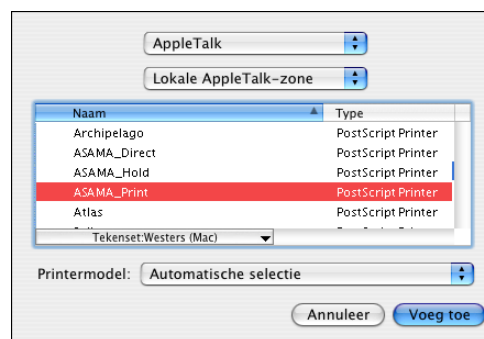 AppleTalk
Lokale AppleTalk-zone
Naam Type
Archipelago PostScript Printer
ASAMA_Direct PostScript Printer
ASAMA_Hold PostScript Printer
ASAMA_Print PostScript Printer
Atlas PostScript Printer
Tekenset:Westers (Mac)
Printermodel: Automatische selectie
Annuleer Voeg toe